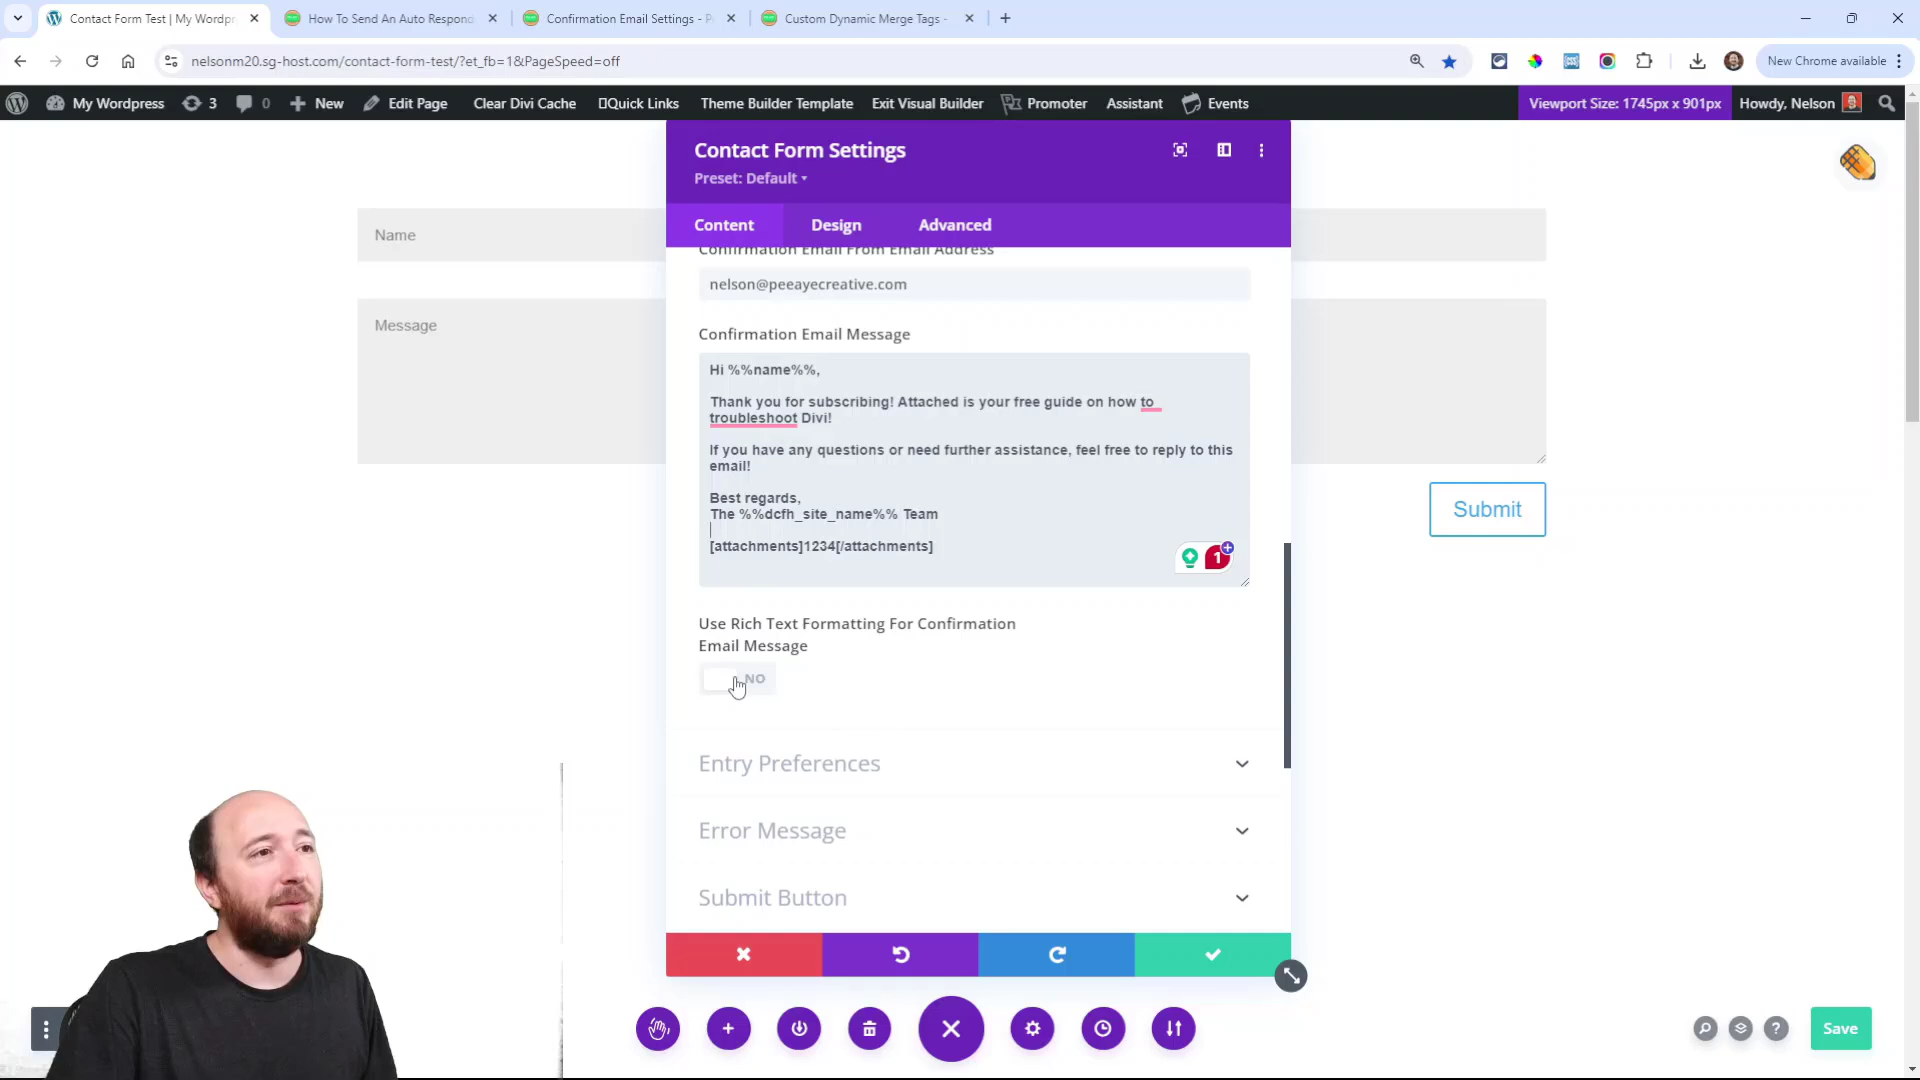 Contact Form Test | My Wordpr
How To Send An Auto Respond
Confirmation Email Settings - P
Custom Dynamic Merge Tags -
nelsonm20.sg-host.com/contact-form-test/?et_fb=1&PageSpeed=off
New Chrome available
My Wordpress
3
0
New
Edit Page
Clear Divi Cache
Quick Links
Theme Builder Template
Exit Visual Builder
Promoter
Assistant
Events
Viewport Size: 1745px x 901px
Howdy, Nelson
Contact Form Settings
Preset: Default
Content
Design
Advanced
Name
Message
Submit
Confirmation Email From Email Address
nelson@peeayecreative.com
Confirmation Email Message
Hi %%name%%,
Thank you for subscribing! Attached is your free guide on how to
troubleshoot Divi!
If you have any questions or need further assistance, feel free to reply to this
email!
Best regards,
The %%dcfh_site_name%% Team
[attachments]1234[/attachments]
1
Use Rich Text Formatting For Confirmation
Email Message
NO
Entry Preferences
Error Message
Submit Button
Save